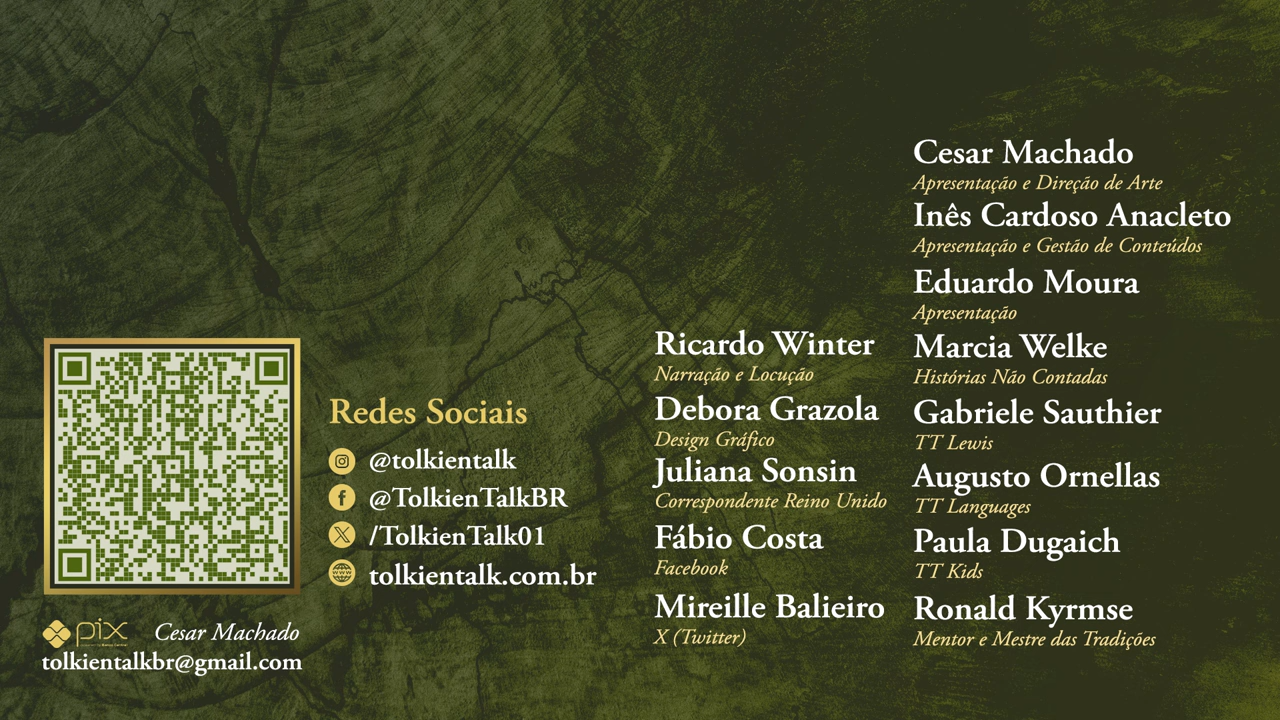 pix
Cesar Machado
tolkientalkbr@gmail.com
Redes Sociais
@tolkientalk
@TolkienTalkBR
/TolkienTalk01
tolkientalk.com.br
Ricardo Winter
Narração e Locução
Debora Grazola
Design Gráfico
Juliana Sonsin
Correspondente Reino Unido
Fábio Costa
Facebook
Mireille Balieiro
X (Twitter)
Cesar Machado
Apresentação e Direção de Arte
Inês Cardoso Anacleto
Apresentação e Gestão de Conteúdos
Eduardo Moura
Apresentação
Marcia Welke
Histórias Não Contadas
Gabriele Sauthier
TT Lewis
Augusto Ornellas
TT Languages
Paula Dugaich
TT Kids
Ronald Kyrmse
Mentor e Mestre das Tradições